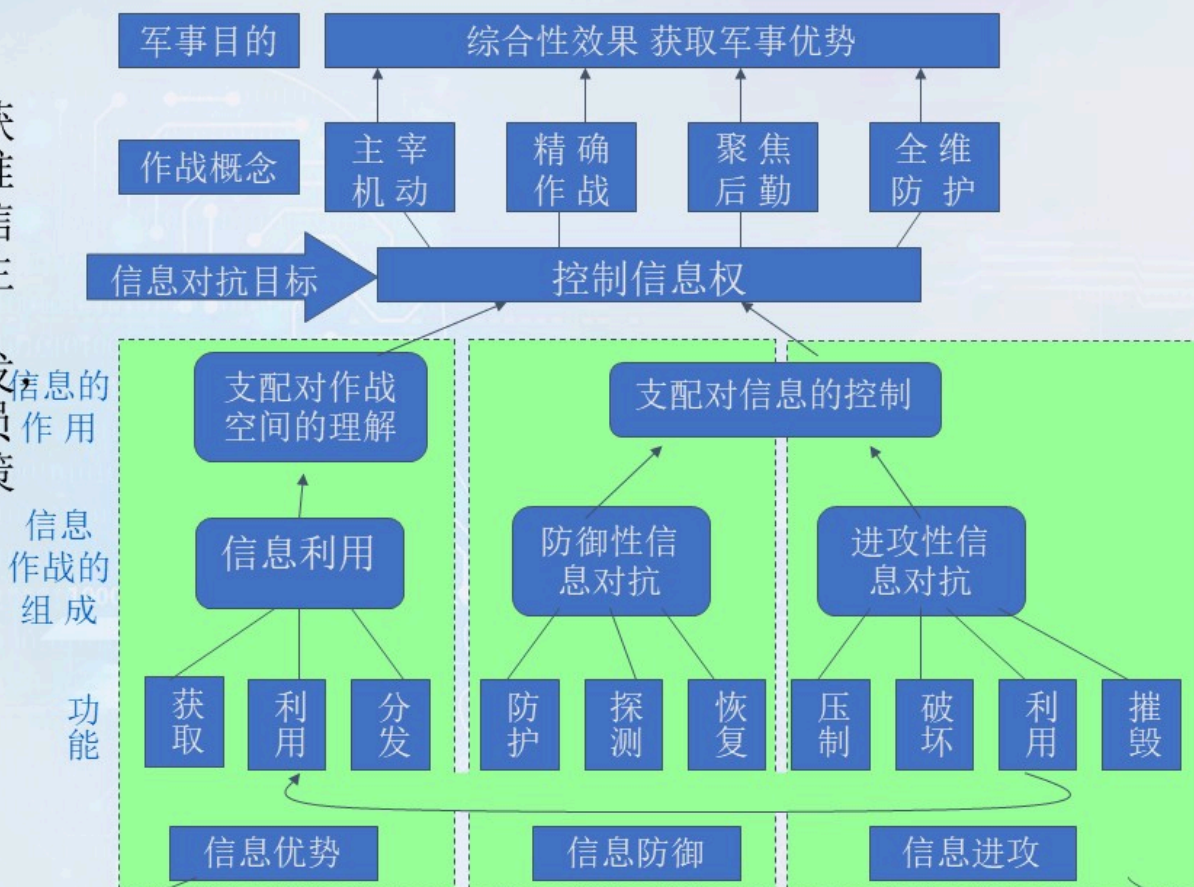 军事目的
综合性效果 获取军事优势
作战概念
主 宰
机 动
精 确
作 战
聚 焦
后 勤
全 维
防 护
信息对抗目标
控制信息权
信息的
作 用
支配对作战
空间的理解
支配对信息的控制
信息
作战的
组 成
信息利用
防御性信
息对抗
进攻性信
息对抗
功
能
获
取
利
用
分
发
防
护
探
测
恢
复
压
制
破
坏
利
用
摧
毁
信息优势
信息防御
信息进攻